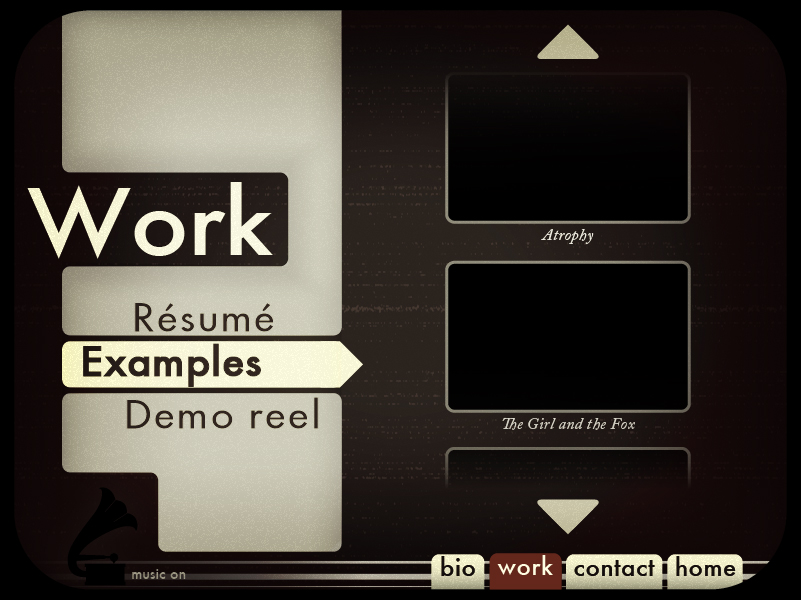 Work
Résumé
Examples
Demo reel
Atrophy
The Girl and the Fox
music on
bio work contact home